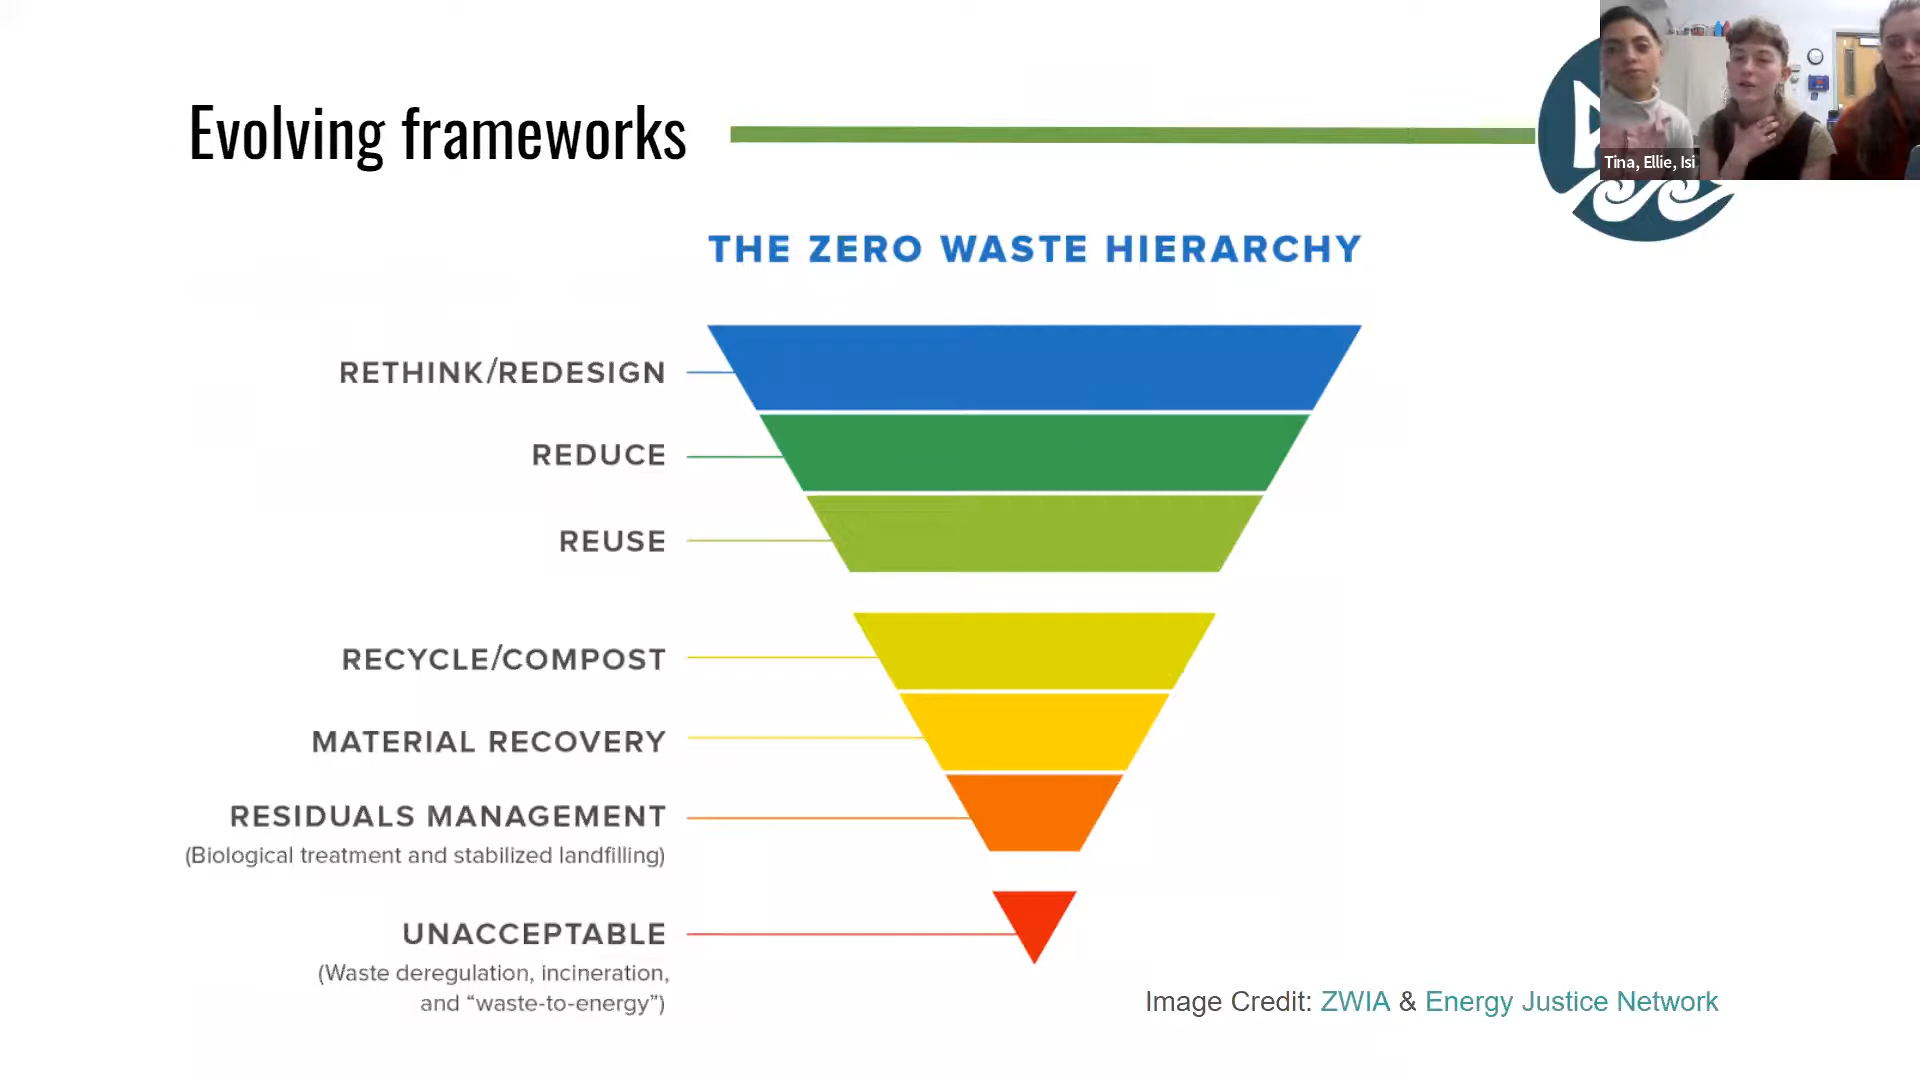 Evolving frameworks
Tina, Ellie, Isi
THE ZERO WASTE HIERARCHY
RETHINK/REDESIGN
REDUCE
REUSE
RECYCLE/COMPOST
MATERIAL RECOVERY
RESIDUALS MANAGEMENT
(Biological treatment and stabilized landfilling)
UNACCEPTABLE
(Waste deregulation, incineration,
and “waste-to-energy”)
Image Credit: ZWIA & Energy Justice Network